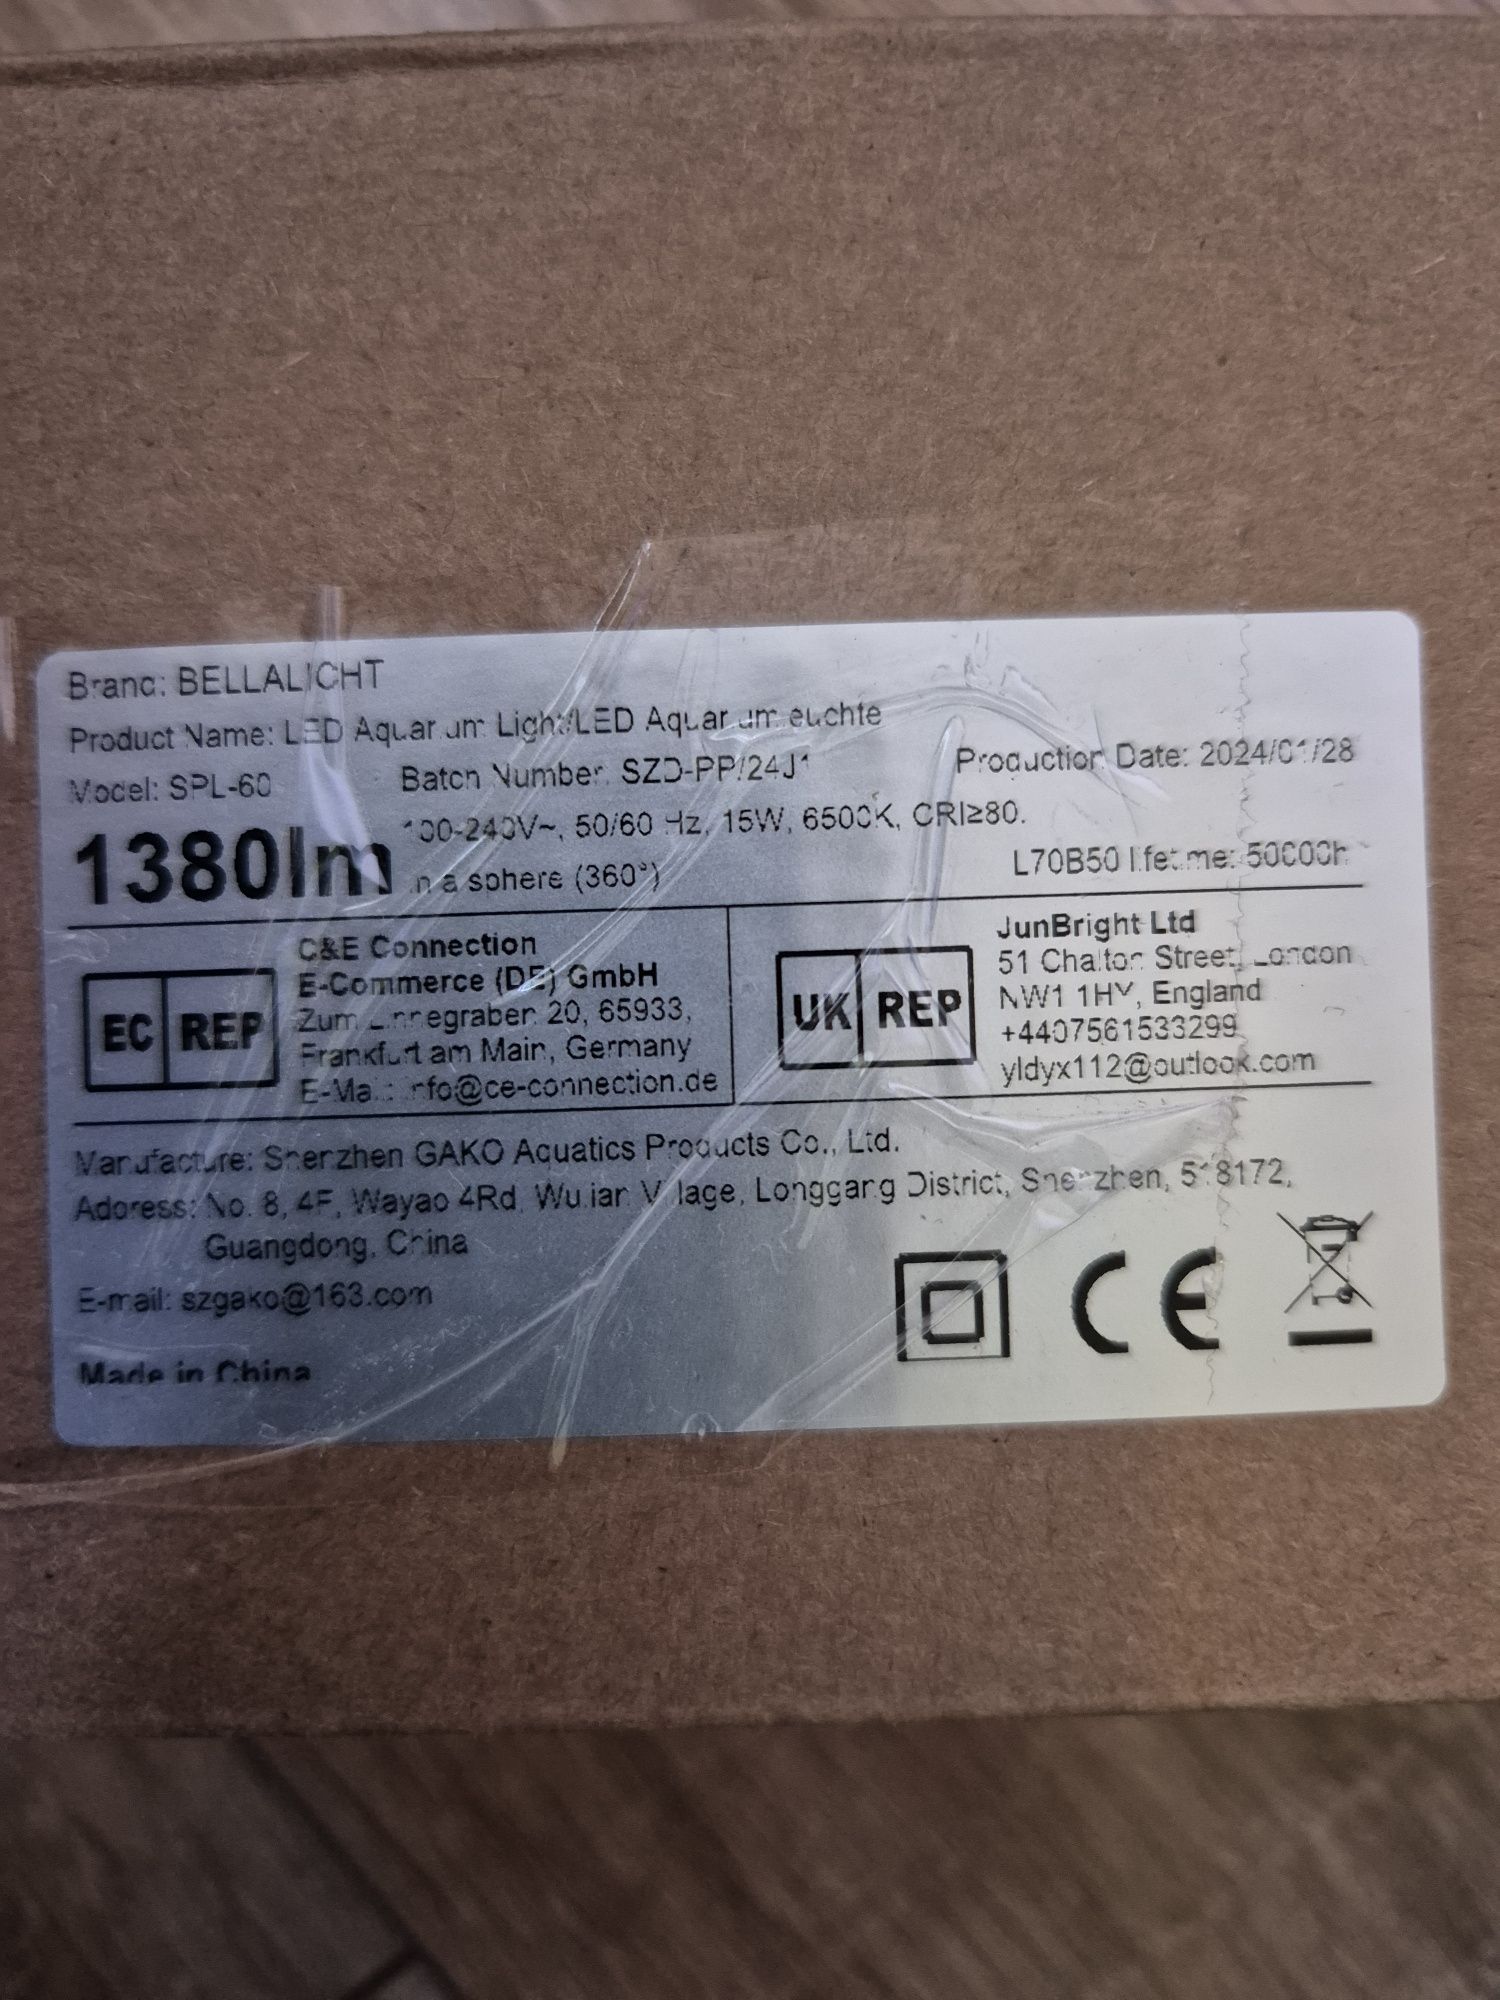 Brand: BELLALICHT
Product Name: LED Aquarium Light/LED Aquariumleuchte
Model: SPL-60 Batch Number: SZD-PP/24J1 Production Date: 2024/01/28
1380lm 100-240V~, 50/60 Hz, 15W, 6500K, CRI≥80.
in a sphere (360°) L70B50 lifetime: 50000h
EC REP
C&E Connection
E-Commerce (DE) GmbH
Zum Linnegraben 20, 65933,
Frankfurt am Main, Germany
E-Mail: info@ce-connection.de
UK REP
JunBright Ltd
51 Chalton Street, London
NW1 1HY, England
+4407561533299
yldyx112@outlook.com
Manufacture: Shenzhen GAKO Aquatics Products Co., Ltd.
Address: No. 8, 4F, Wayao 4Rd, Wulian Village, Longgang District, Shenzhen, 518172,
Guangdong, China
E-mail: szgako@163.com
CE
Made in China